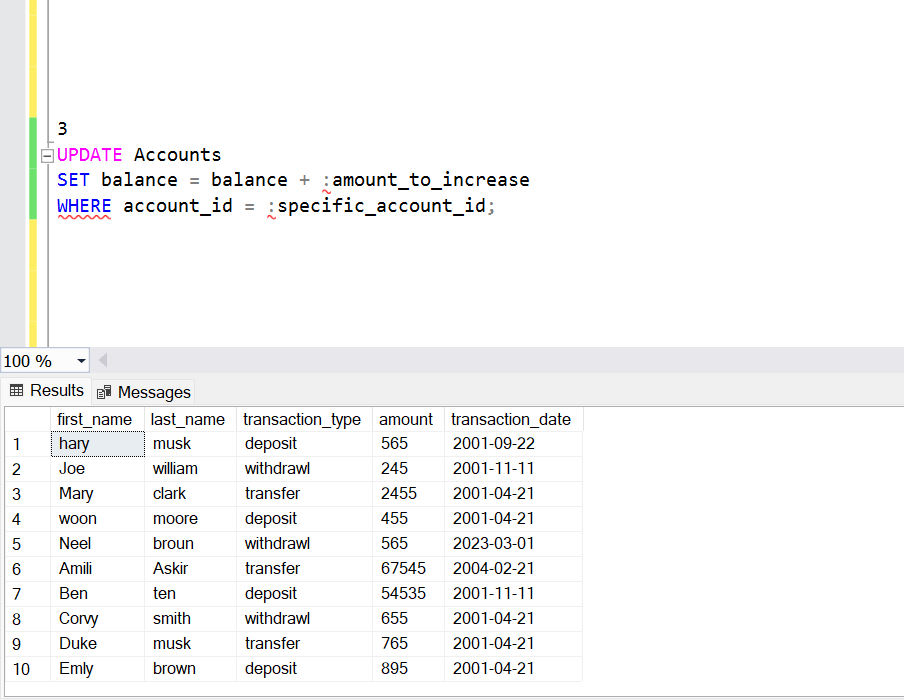 3
UPDATE Accounts
SET balance = balance + :amount_to_increase
WHERE account_id = :specific_account_id;
100 %
Results Messages
first_name last_name transaction_type amount transaction_date
1 hary musk deposit 565 2001-09-22
2 Joe william withdrawl 245 2001-11-11
3 Mary clark transfer 2455 2001-04-21
4 woon moore deposit 455 2001-04-21
5 Neel broun withdrawl 565 2023-03-01
6 Amili Askir transfer 67545 2004-02-21
7 Ben ten deposit 54535 2001-11-11
8 Corvy smith withdrawl 655 2001-04-21
9 Duke musk transfer 765 2001-04-21
10 Emly brown deposit 895 2001-04-21